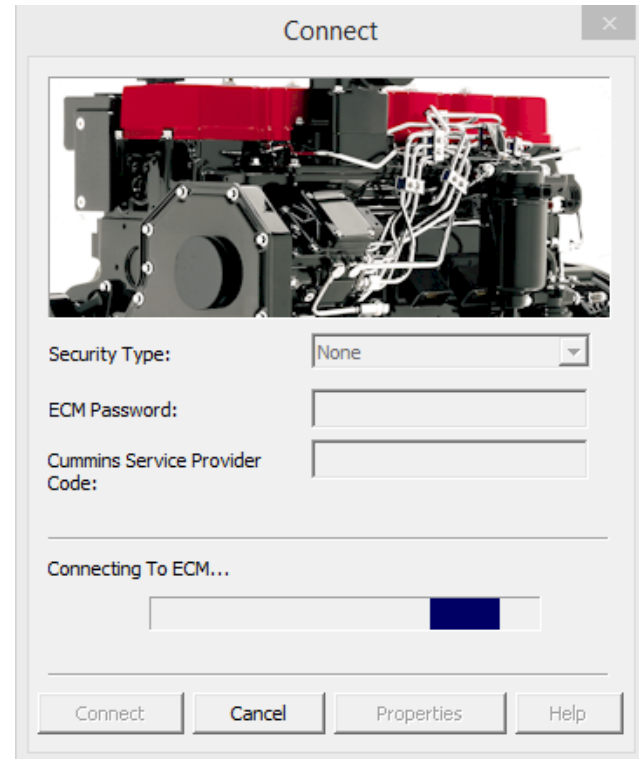 Connect
Security Type:
None
ECM Password:
Cummins Service Provider
Code:
Connecting To ECM...
Connect
Cancel
Properties
Help